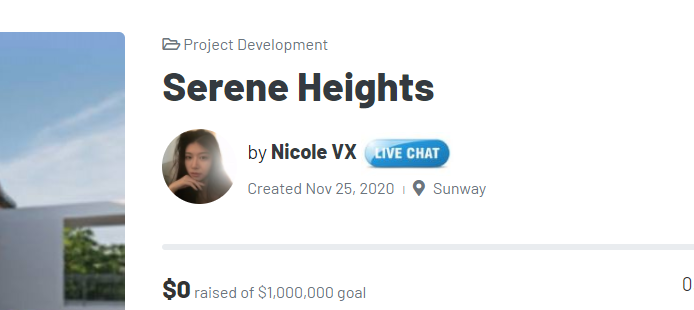 Project Development
Serene Heights
by Nicole VX LIVE CHAT
Created Nov 25, 2020 | Sunway
$0 raised of $1,000,000 goal
0